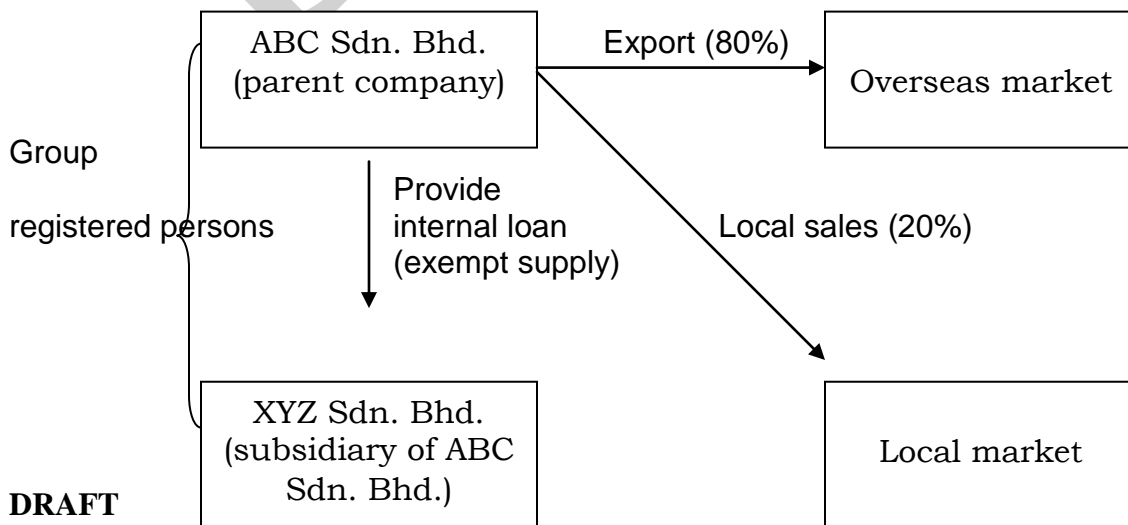 ABC Sdn. Bhd.
(parent company)
Export (80%)
Overseas market
Group
registered persons
Provide
internal loan
(exempt supply)
Local sales (20%)
XYZ Sdn. Bhd.
(subsidiary of ABC
Sdn. Bhd.)
Local market
DRAFT